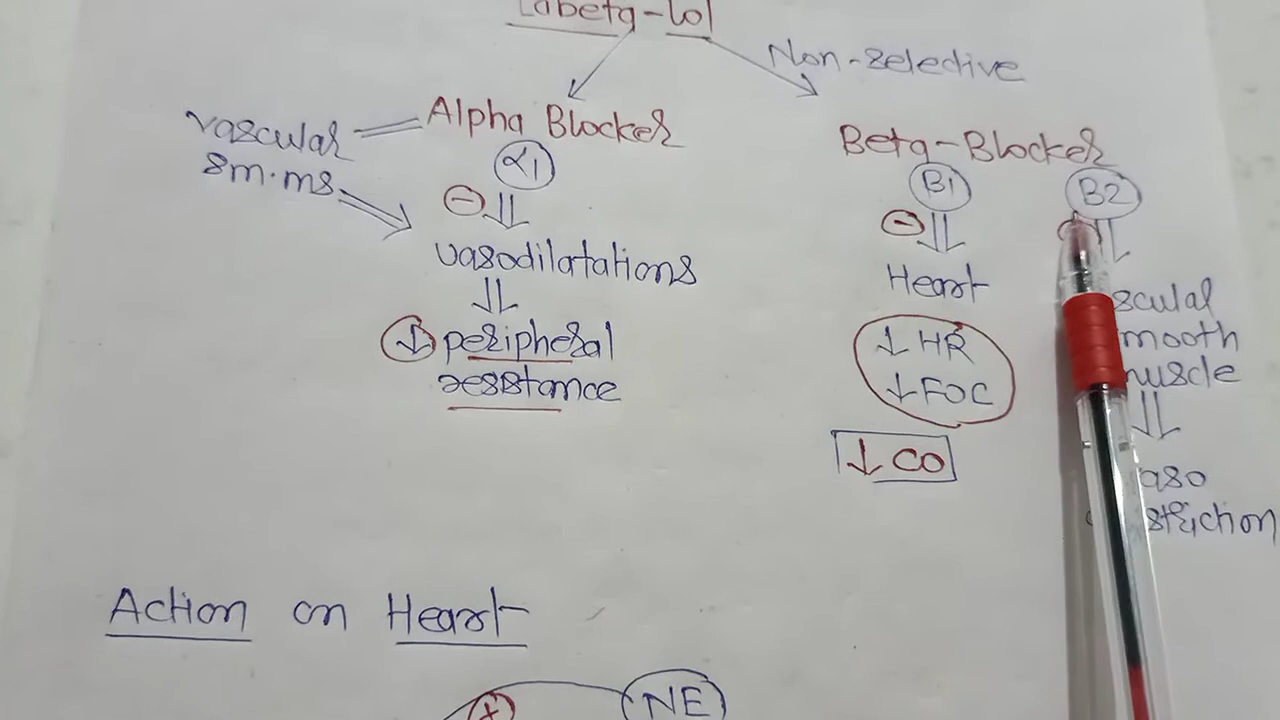 Labeta-lol
Non-selective
Alpha Blocker
vascular
sm.ms
α1
−
vasodilatations
↓ peripheral
resistance
Beta-Blocker
B1
B2
−
Heart
↓ HR
↓ FOC
↓ CO
Action on Heart
+
NE